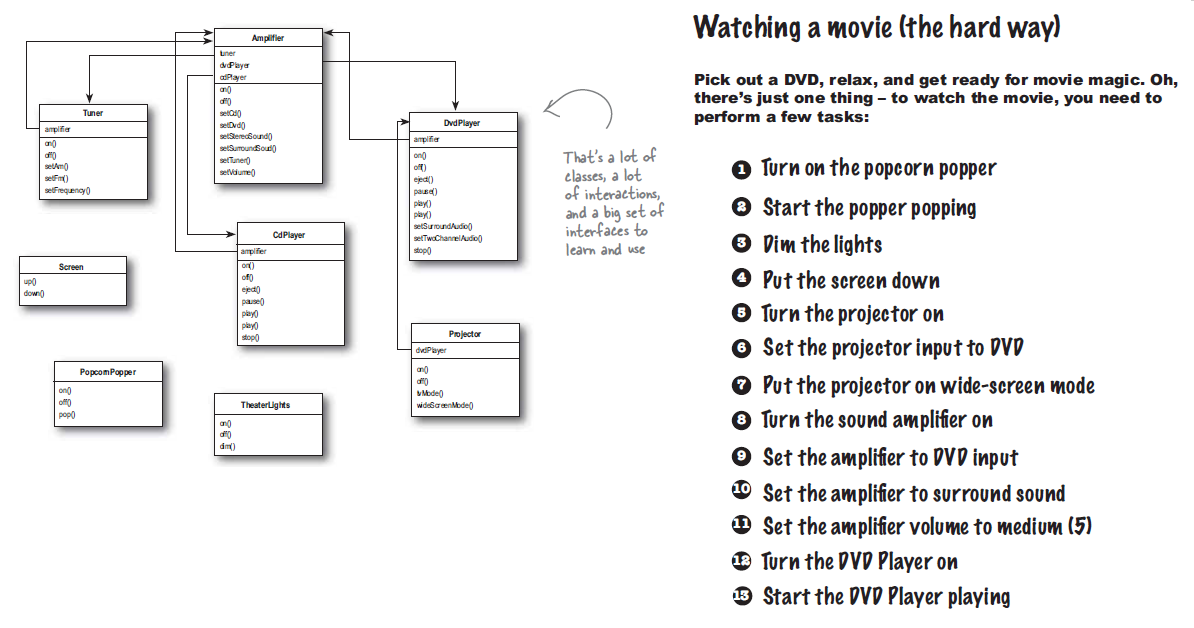 Amplifier
tuner
dvdPlayer
cdPlayer
on()
off()
setCd()
setDvd()
setStereoSound()
setSurroundSoud()
setTuner()
setVolume()
Tuner
amplifier
on()
off()
setAm()
setFm()
setFrequency()
DvdPlayer
amplifier
on()
off()
eject()
pause()
play()
play()
setSurroundAudio()
setTwoChannelAudio()
stop()
CdPlayer
amplifier
on()
off()
eject()
pause()
play()
play()
stop()
Screen
up()
down()
PopcornPopper
on()
off()
pop()
TheaterLights
on()
off()
dim()
Projector
dvdPlayer
on()
off()
tvMode()
wideScreenMode()
That's a lot of
classes, a lot
of interactions,
and a big set of
interfaces to
learn and use
Watching a movie (the hard way)
Pick out a DVD, relax, and get ready for movie magic. Oh,
there's just one thing – to watch the movie, you need to
perform a few tasks:
1 Turn on the popcorn popper
2 Start the popper popping
3 Dim the lights
4 Put the screen down
5 Turn the projector on
6 Set the projector input to DVD
7 Put the projector on wide-screen mode
8 Turn the sound amplifier on
9 Set the amplifier to DVD input
10 Set the amplifier to surround sound
11 Set the amplifier volume to medium (5)
12 Turn the DVD Player on
13 Start the DVD Player playing